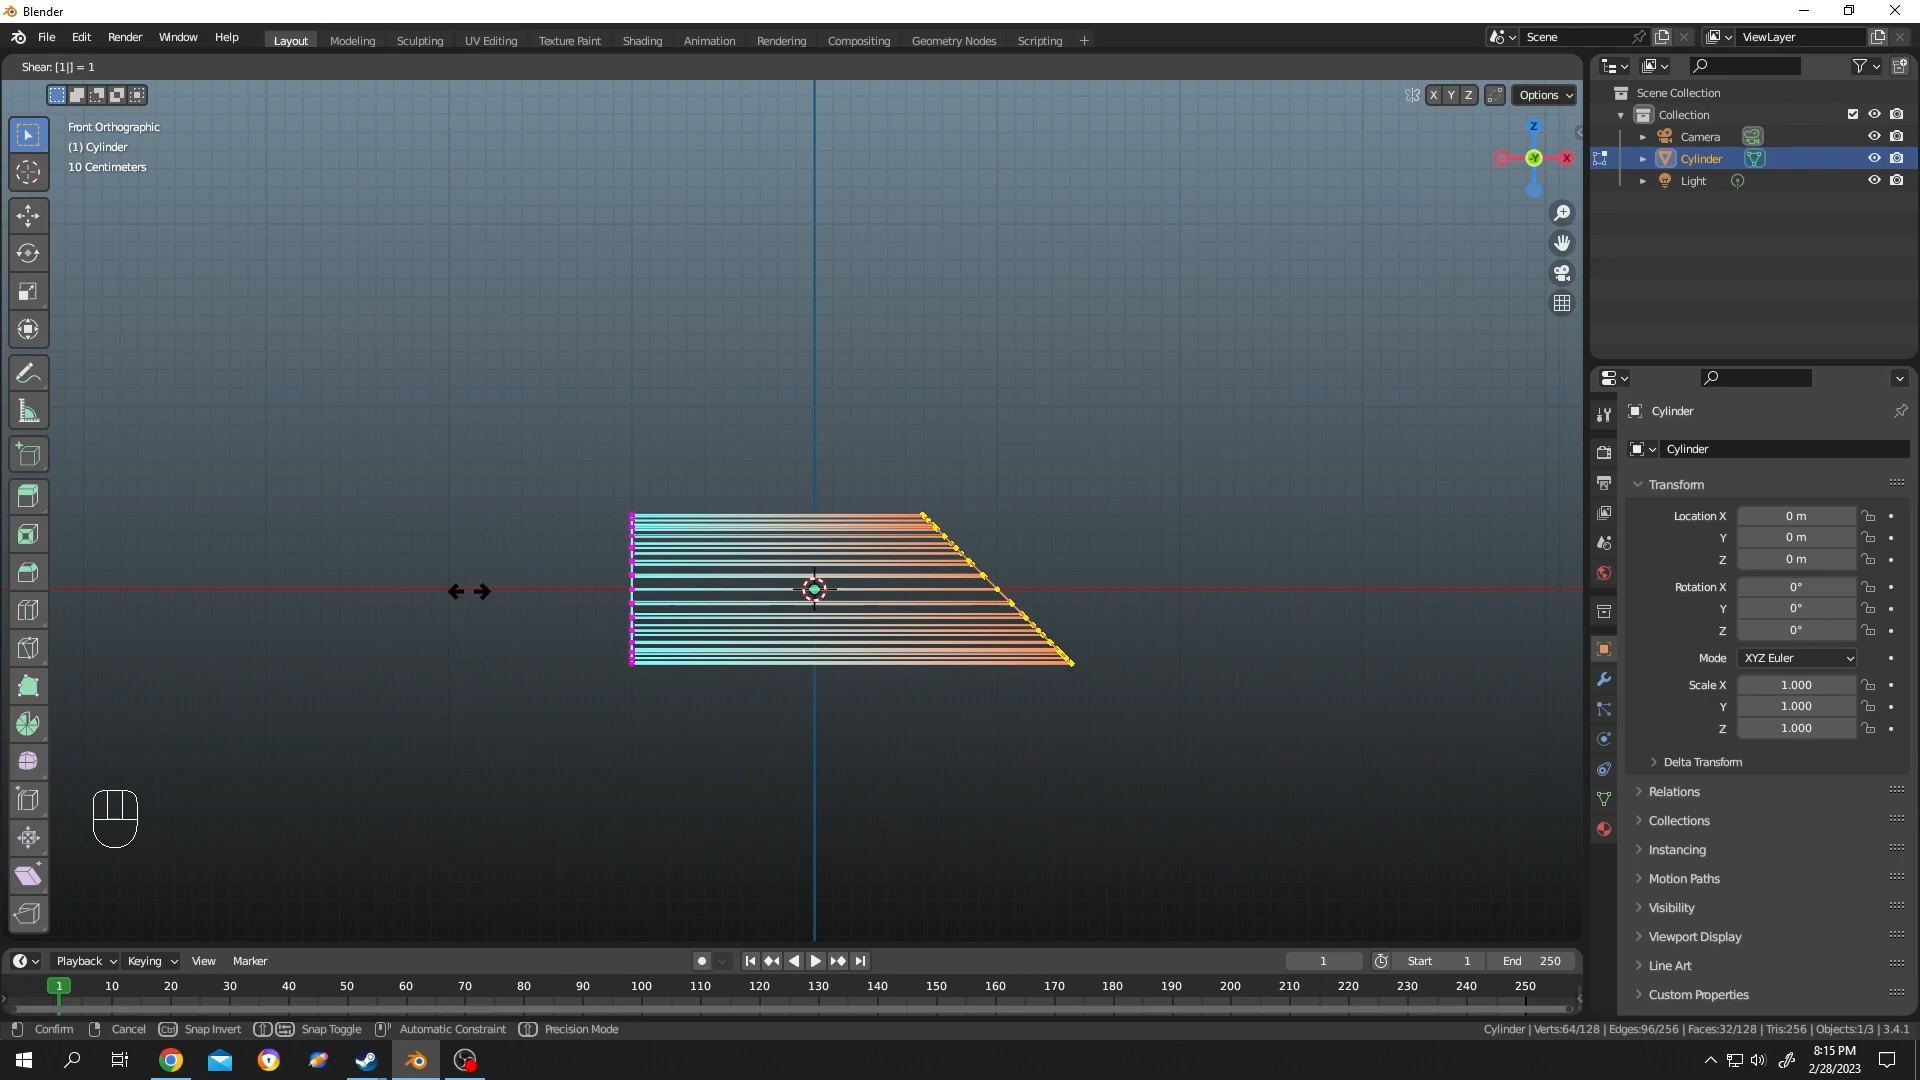 Blender
File Edit Render Window Help Layout Modeling Sculpting UV Editing Texture Paint Shading Animation Rendering Compositing Geometry Nodes Scripting + Scene ViewLayer
Shear: [1|] = 1
X Y Z Options
Front Orthographic
(1) Cylinder
10 Centimeters
Z
-Y X
Scene Collection
Collection
Camera
Cylinder
Light
Cylinder
Cylinder
Transform
Location X 0 m
Y 0 m
Z 0 m
Rotation X 0°
Y 0°
Z 0°
Mode XYZ Euler
Scale X 1.000
Y 1.000
Z 1.000
Delta Transform
Relations
Collections
Instancing
Motion Paths
Visibility
Viewport Display
Line Art
Custom Properties
Playback Keying View Marker 1 Start 1 End 250
1 10 20 30 40 50 60 70 80 90 100 110 120 130 140 150 160 170 180 190 200 210 220 230 240 250
Confirm Cancel Ctrl Snap Invert Snap Toggle Automatic Constraint Precision Mode Cylinder | Verts:64/128 | Edges:96/256 | Faces:32/128 | Tris:256 | Objects:1/3 | 3.4.1
8:15 PM
2/28/2023